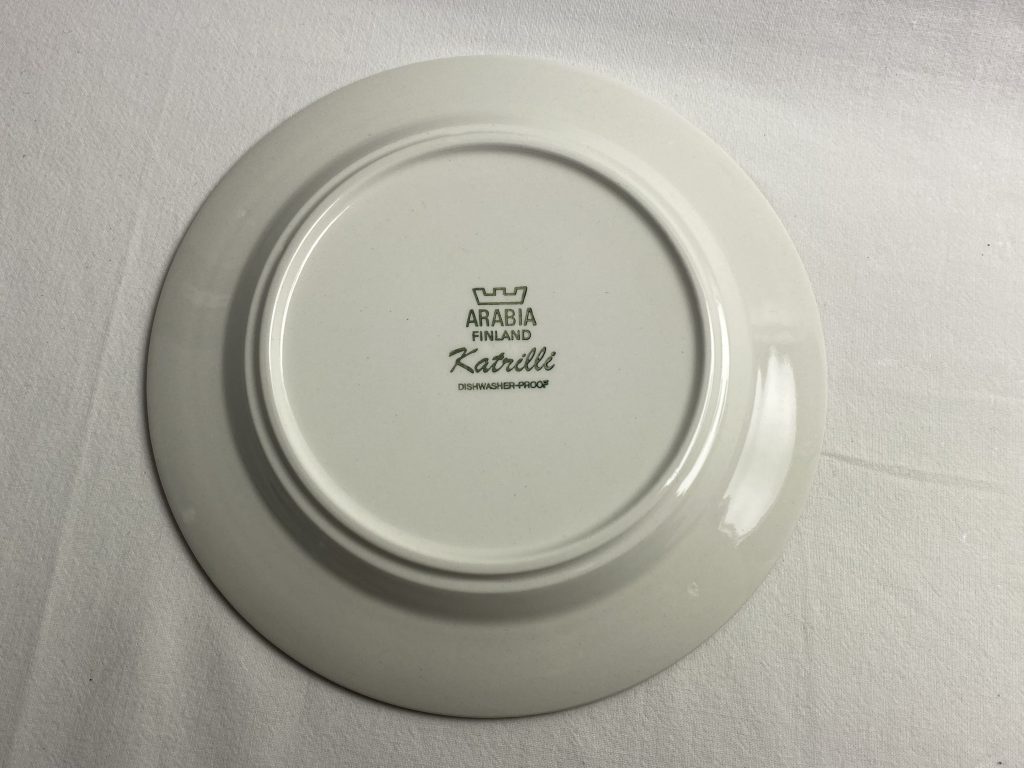 ARABIA
FINLAND
Katrilli
DISHWASHER-PROOF